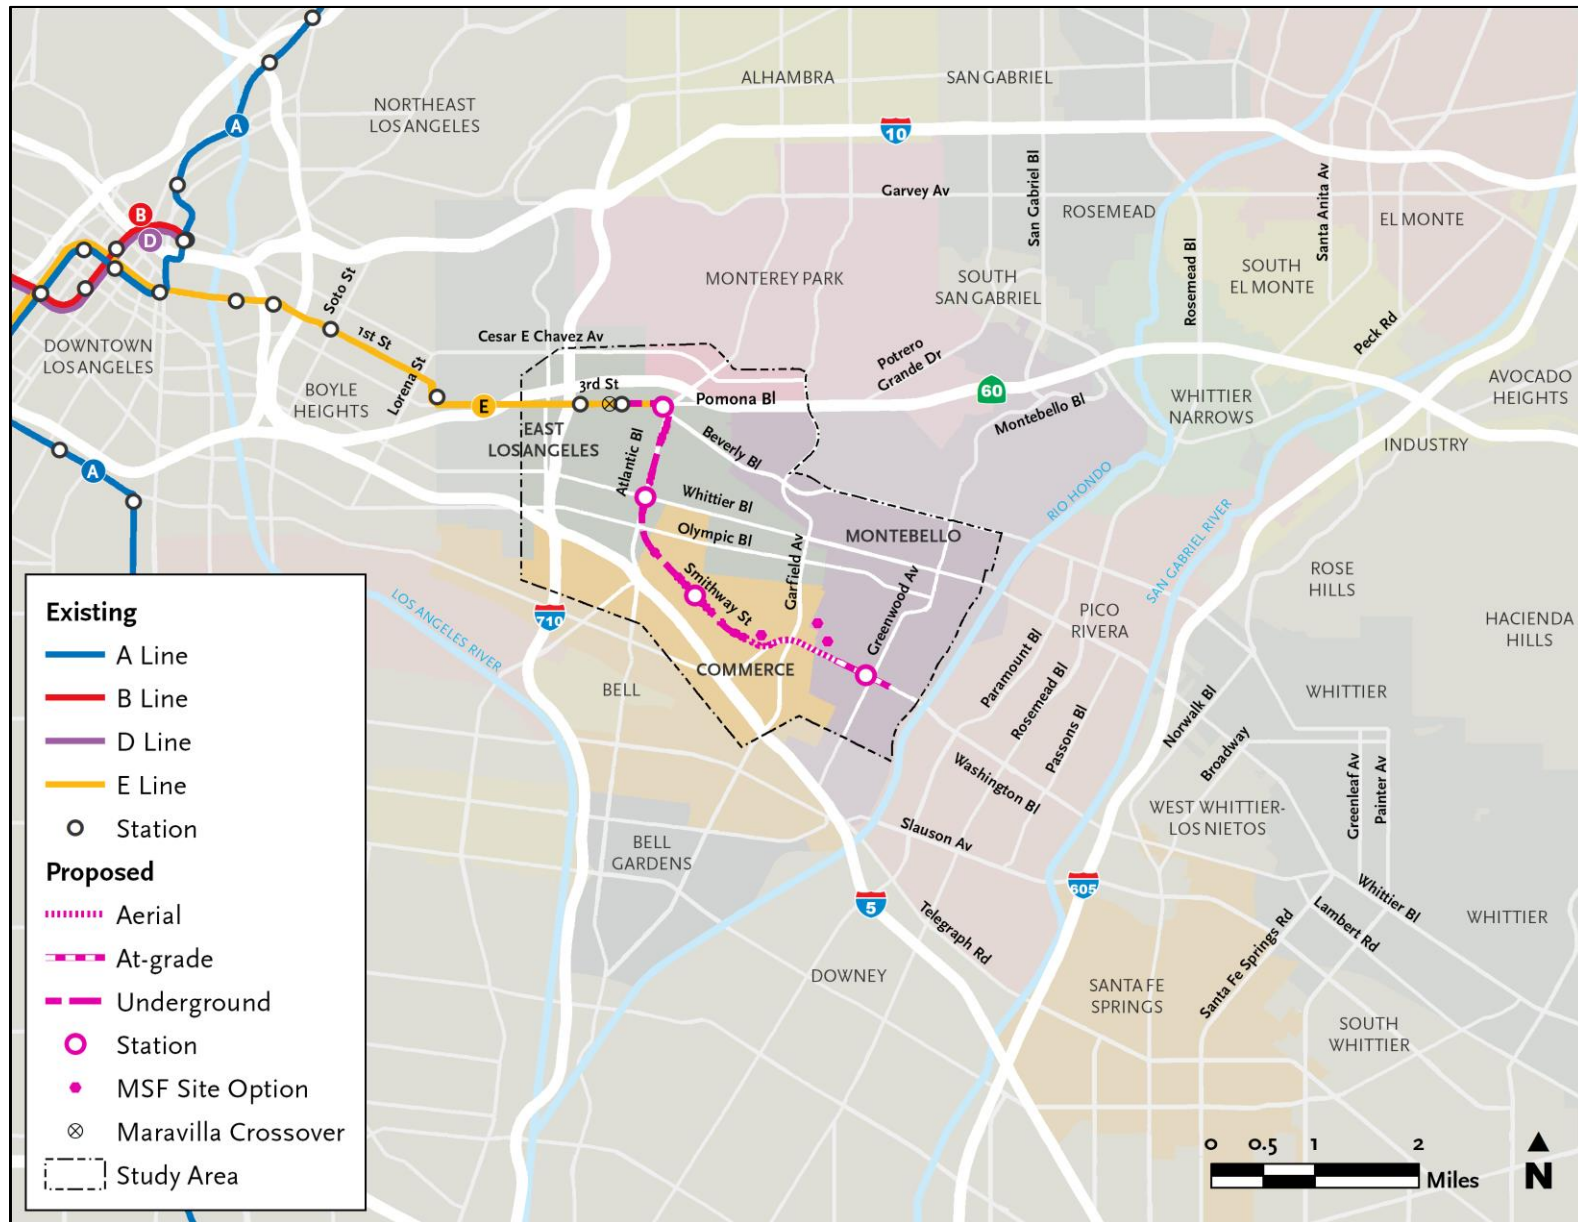 ALHAMBRA
SAN GABRIEL
NORTHEAST
LOS ANGELES
A
10
San Gabriel Bl
Garvey Av
Santa Anita Av
ROSEMEAD
EL MONTE
B
D
Rosemead Bl
MONTEREY PARK
SOUTH
SAN GABRIEL
SOUTH
EL MONTE
Soto St
1st St
Cesar E Chavez Av
Peck Rd
DOWNTOWN
LOS ANGELES
Potrero
Grande Dr
Lorena St
BOYLE
HEIGHTS
3rd St
60
AVOCADO
HEIGHTS
E
Pomona Bl
WHITTIER
NARROWS
Montebello Bl
EAST
LOS ANGELES
Beverly Bl
INDUSTRY
A
Atlantic Bl
RIO HONDO
Whittier Bl
SAN GABRIEL RIVER
Olympic Bl
MONTEBELLO
Garfield Av
ROSE
HILLS
Smithway St
Greenwood Av
LOS ANGELES RIVER
710
PICO
RIVERA
HACIENDA
HILLS
COMMERCE
Paramount Bl
BELL
Rosemead Bl
WHITTIER
Norwalk Bl
Passons Bl
Broadway
Washington Bl
Greenleaf Av
Painter Av
WEST WHITTIER-
LOS NIETOS
Slauson Av
BELL
GARDENS
605
5
Whittier Bl
Telegraph Rd
Lambert Rd
WHITTIER
Santa Fe Springs Rd
DOWNEY
SANTA FE
SPRINGS
SOUTH
WHITTIER
Existing
A Line
B Line
D Line
E Line
Station
Proposed
Aerial
At-grade
Underground
Station
MSF Site Option
Maravilla Crossover
Study Area
0 0.5 1 2
Miles
N